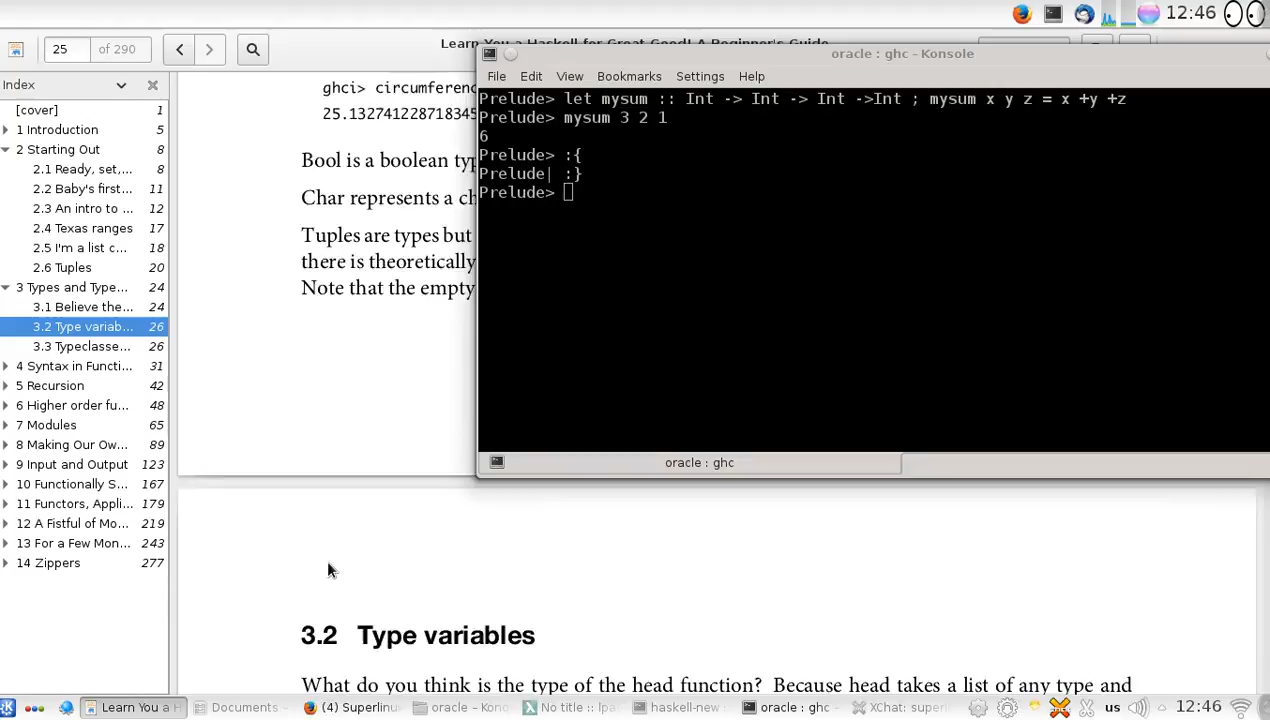 12:46
25 of 290
Learn You a Haskell for Great Good! A Beginner's Guide
Index
[cover] 1
1 Introduction 5
2 Starting Out 8
2.1 Ready, set,... 8
2.2 Baby's first... 11
2.3 An intro to ... 12
2.4 Texas ranges 17
2.5 I'm a list c... 18
2.6 Tuples 20
3 Types and Type... 24
3.1 Believe the... 24
3.2 Type variab... 26
3.3 Typeclasse... 26
4 Syntax in Functi... 31
5 Recursion 42
6 Higher order fu... 48
7 Modules 65
8 Making Our Ow... 89
9 Input and Output 123
10 Functionally S... 167
11 Functors, Appli... 179
12 A Fistful of Mo... 219
13 For a Few Mon... 243
14 Zippers 277
ghci> circumferenc
25.132741228718345
Bool is a boolean typ
Char represents a ch
Tuples are types but
there is theoretically
Note that the empty
oracle : ghc – Konsole
File Edit View Bookmarks Settings Help
Prelude> let mysum :: Int -> Int -> Int ->Int ; mysum x y z = x +y +z
Prelude> mysum 3 2 1
6
Prelude> :{
Prelude| :}
Prelude>
oracle : ghc
3.2 Type variables
What do you think is the type of the head function? Because head takes a list of any type and
Learn You a H
Documents
(4) Superlinu
oracle – Kon
No title :: Ipa
haskell-new
oracle : ghc
XChat: super
us
12:46